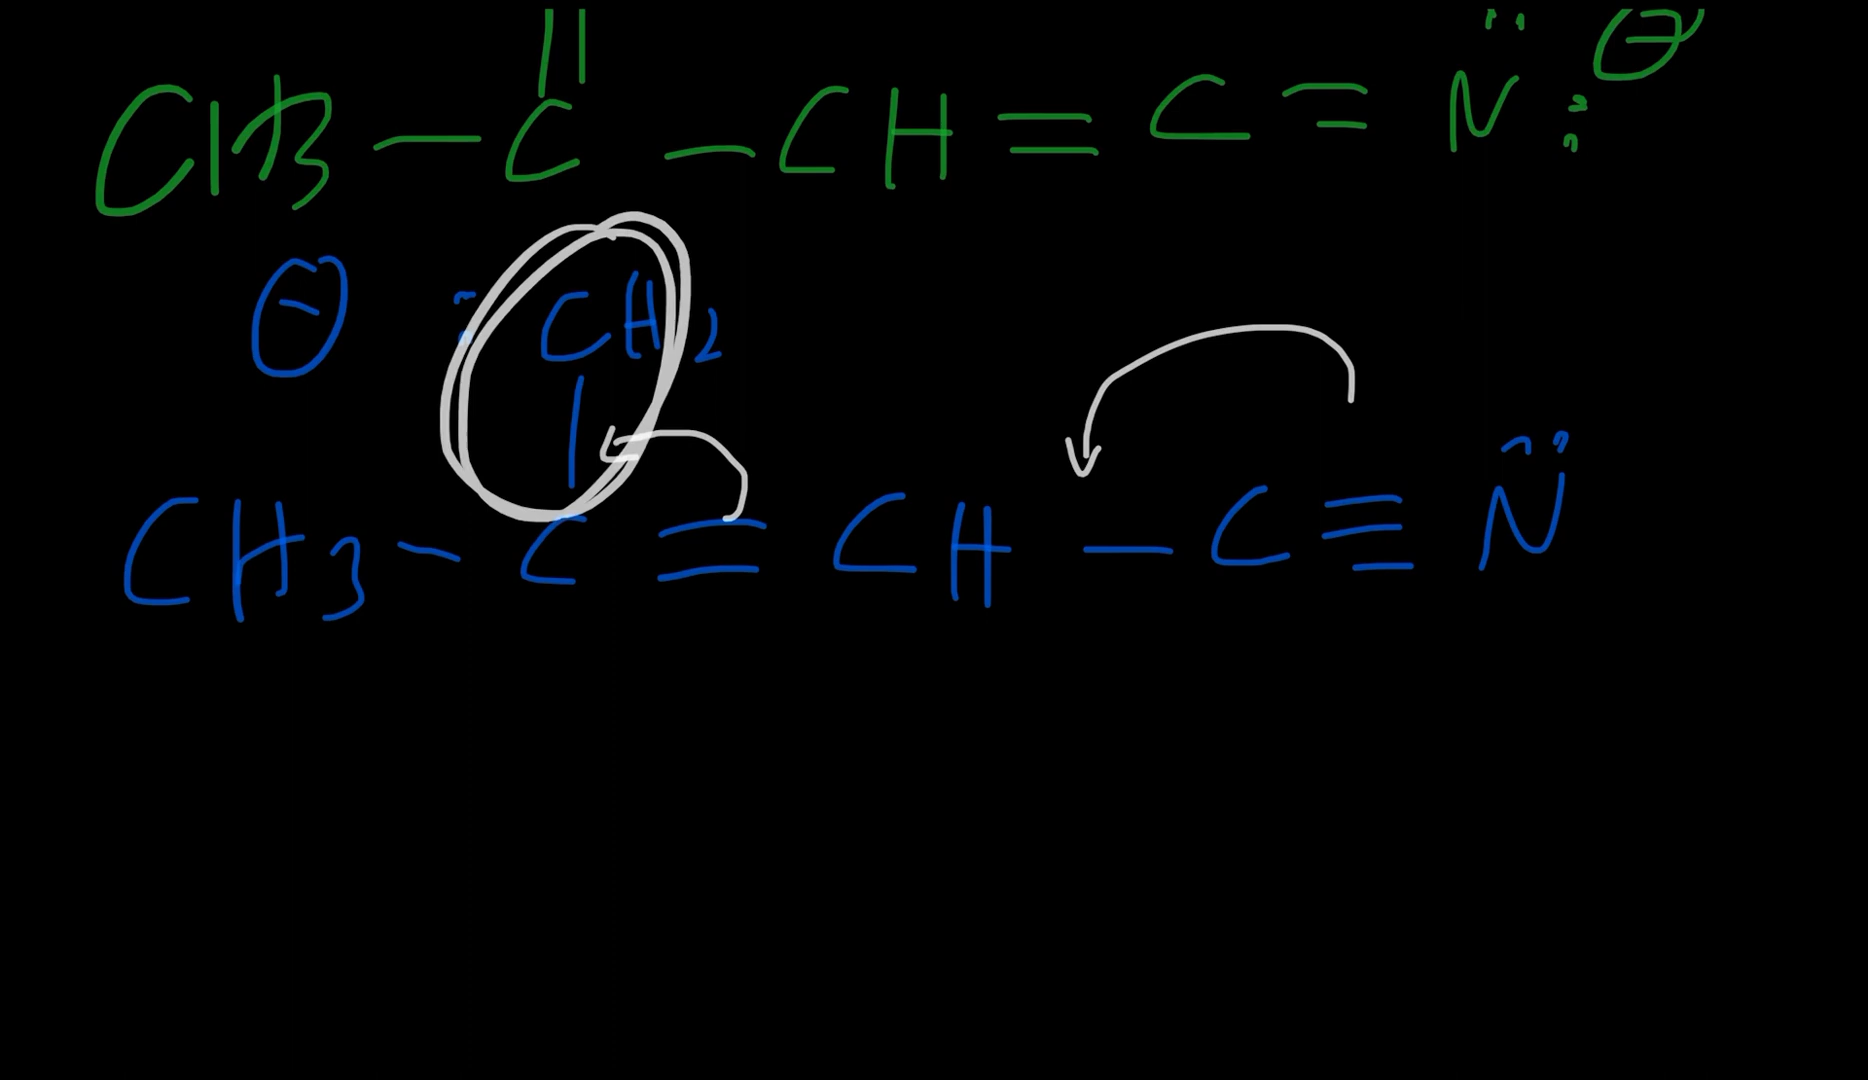 CH3 — C — CH = C = N: ⊖
⊖ : CH2
CH3 - C = CH — C ≡ N